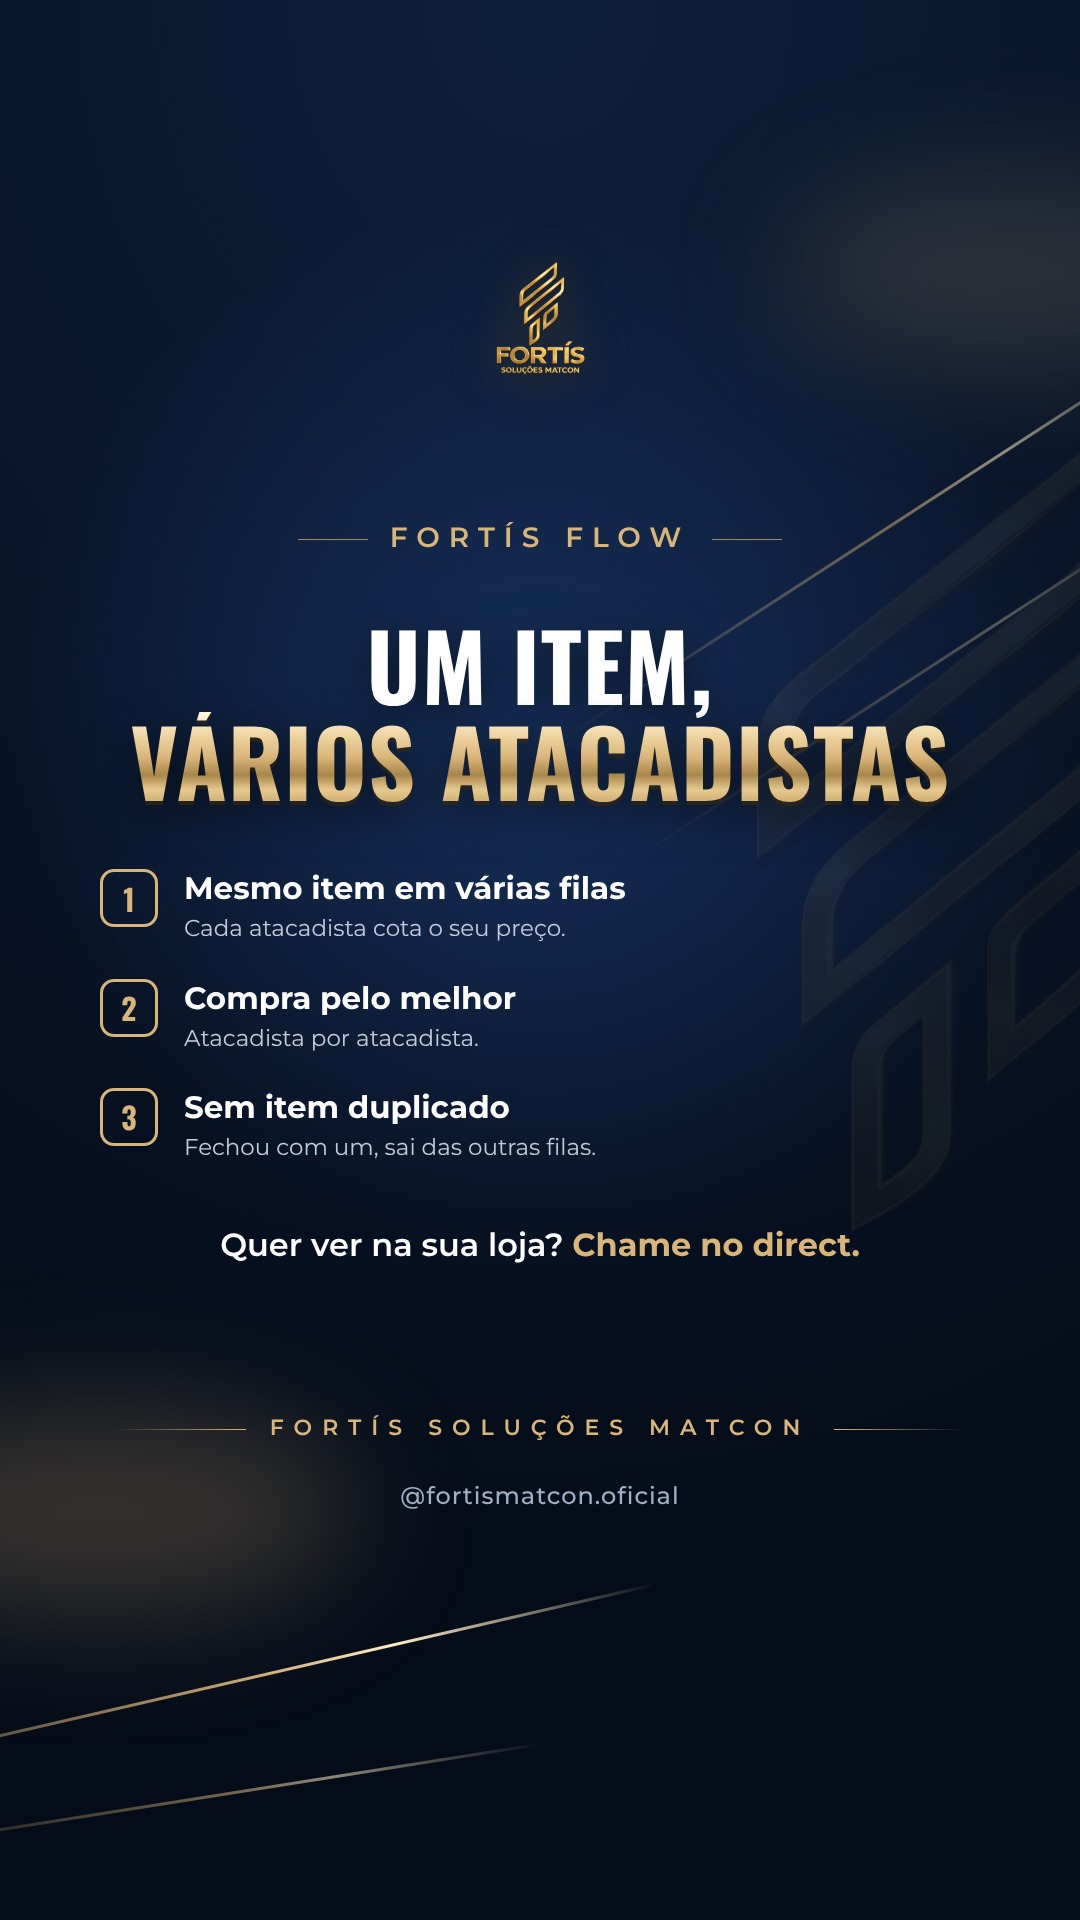 FORTÍS
SOLUÇÕES MATCON
FORTÍS FLOW
UM ITEM,
VÁRIOS ATACADISTAS
1
Mesmo item em várias filas
Cada atacadista cota o seu preço.
2
Compra pelo melhor
Atacadista por atacadista.
3
Sem item duplicado
Fechou com um, sai das outras filas.
Quer ver na sua loja? Chame no direct.
FORTÍS SOLUÇÕES MATCON
@fortismatcon.oficial